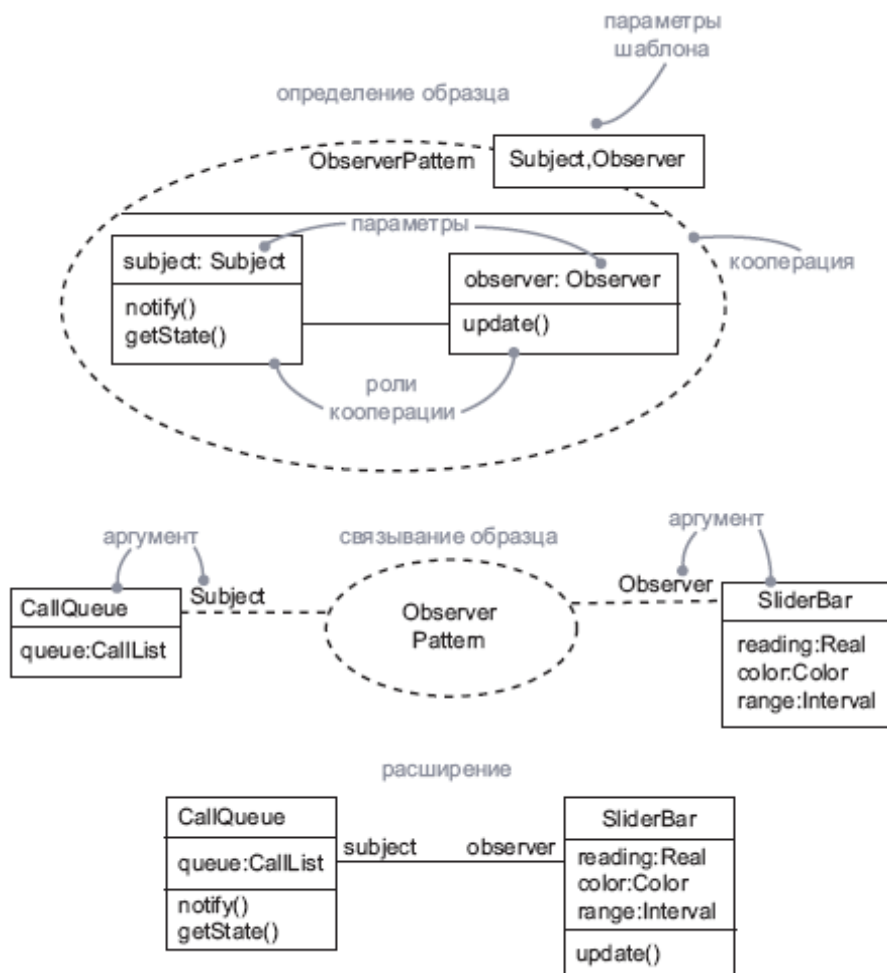 параметры
шаблона
определение образца
ObserverPattern
Subject,Observer
параметры
кооперация
subject: Subject
notify()
getState()
observer: Observer
update()
роли
кооперации
аргумент
связывание образца
аргумент
Subject
Observer
CallQueue
queue:CallList
Observer
Pattern
SliderBar
reading:Real
color:Color
range:Interval
расширение
CallQueue
queue:CallList
notify()
getState()
subject
observer
SliderBar
reading:Real
color:Color
range:Interval
update()